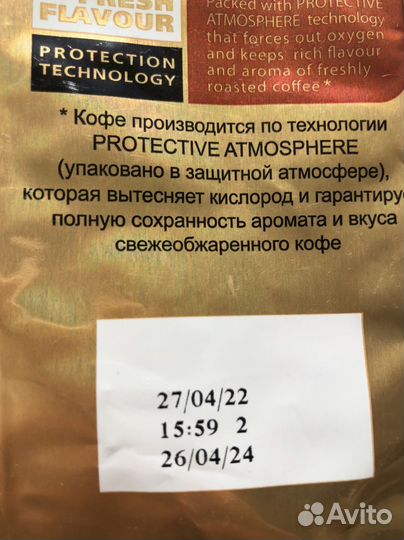 FRESH
FLAVOUR
PROTECTION
TECHNOLOGY
Packed with PROTECTIVE
ATMOSPHERE technology
that forces out oxygen
and keeps rich flavour
and aroma of freshly
roasted coffee*
* Кофе производится по технологии
PROTECTIVE ATMOSPHERE
(упаковано в защитной атмосфере),
которая вытесняет кислород и гарантируе
полную сохранность аромата и вкуса
свежеобжаренного кофе
27/04/22
15:59 2
26/04/24
Avito